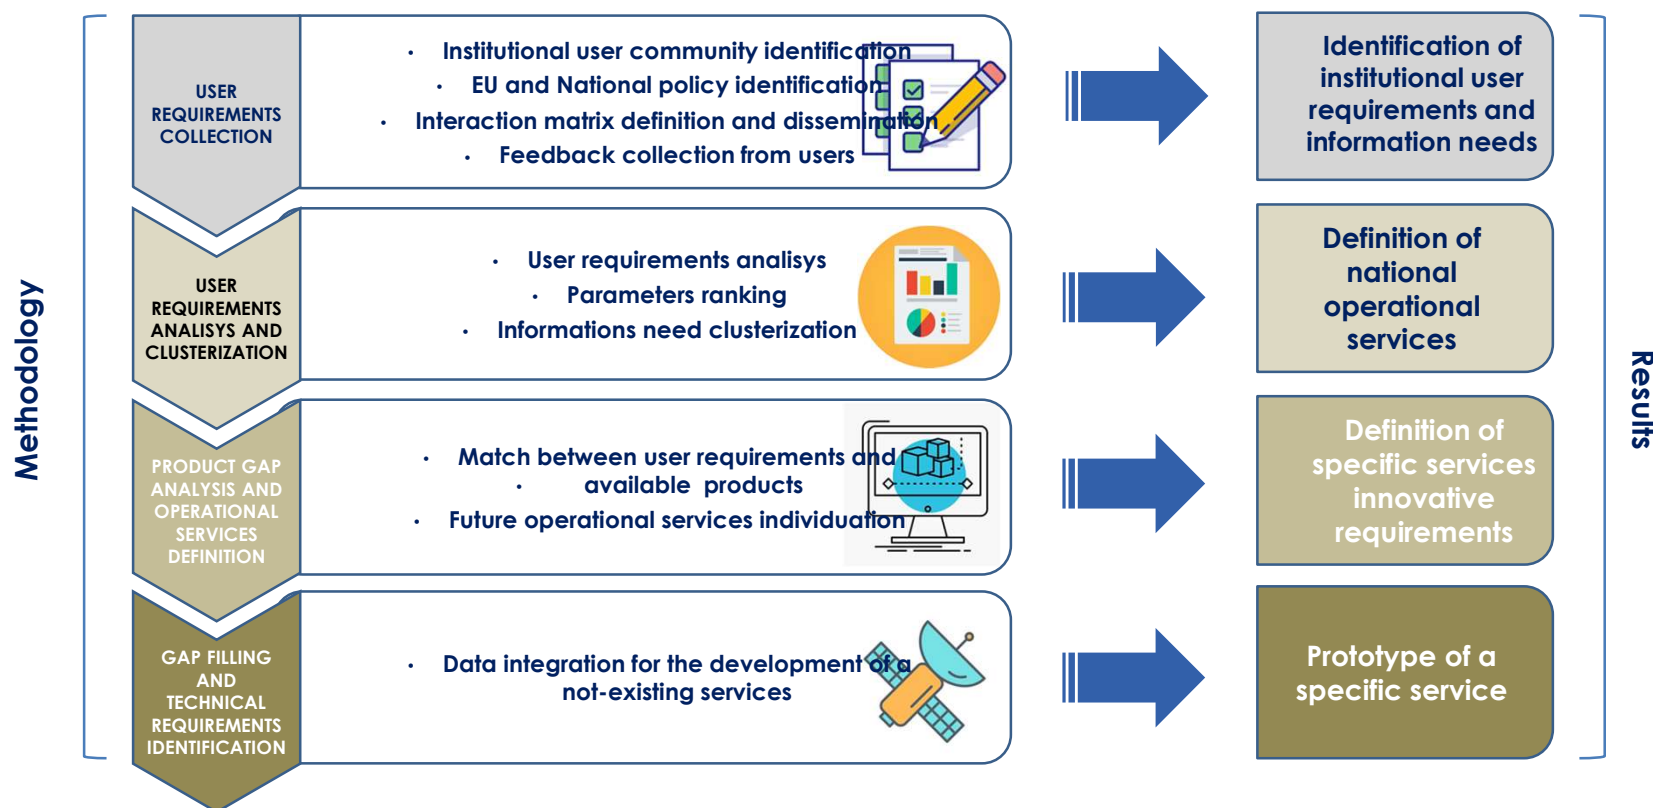 Methodology
USER
REQUIREMENTS
COLLECTION
• Institutional user community identification
• EU and National policy identification
• Interaction matrix definition and dissemination
• Feedback collection from users
Identification of
institutional user
requirements and
information needs
USER
REQUIREMENTS
ANALISYS AND
CLUSTERIZATION
• User requirements analisys
• Parameters ranking
• Informations need clusterization
Definition of
national
operational
services
PRODUCT GAP
ANALYSIS AND
OPERATIONAL
SERVICES
DEFINITION
• Match between user requirements and
• available products
• Future operational services individuation
Definition of
specific services
innovative
requirements
GAP FILLING
AND
TECHNICAL
REQUIREMENTS
IDENTIFICATION
• Data integration for the development of a
not-existing services
Prototype of a
specific service
Results